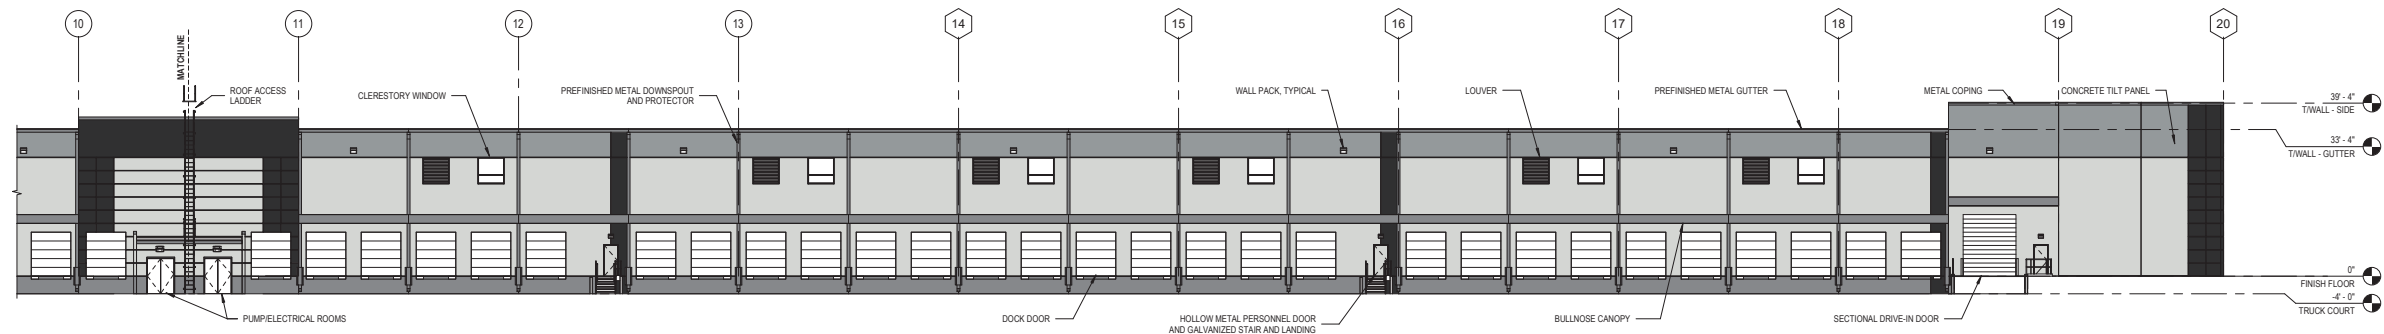 10
11
12
13
14
15
16
17
18
19
20
MATCHLINE
ROOF ACCESS
LADDER
CLERESTORY WINDOW
PREFINISHED METAL DOWNSPOUT
AND PROTECTOR
WALL PACK, TYPICAL
LOUVER
PREFINISHED METAL GUTTER
METAL COPING
CONCRETE TILT PANEL
39' - 4"
T/WALL - SIDE
33' - 4"
T/WALL - GUTTER
0"
FINISH FLOOR
-4' - 0"
TRUCK COURT
PUMP/ELECTRICAL ROOMS
DOCK DOOR
HOLLOW METAL PERSONNEL DOOR
AND GALVANIZED STAIR AND LANDING
BULLNOSE CANOPY
SECTIONAL DRIVE-IN DOOR